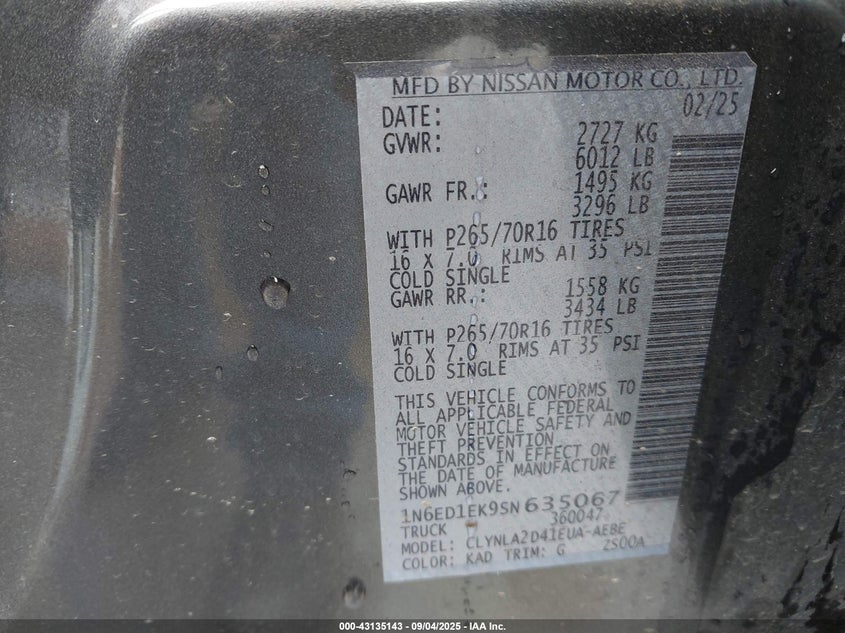 MFD BY NISSAN MOTOR CO., LTD.
DATE: 02/25
GVWR: 2727 KG
6012 LB
GAWR FR.: 1495 KG
3296 LB
WITH P265/70R16 TIRES
16 X 7.0 RIMS AT 35 PSI
COLD SINGLE
GAWR RR.: 1558 KG
3434 LB
WITH P265/70R16 TIRES
16 X 7.0 RIMS AT 35 PSI
COLD SINGLE
THIS VEHICLE CONFORMS TO
ALL APPLICABLE FEDERAL
MOTOR VEHICLE SAFETY AND
THEFT PREVENTION
STANDARDS IN EFFECT ON
THE DATE OF MANUFACTURE
SHOWN ABOVE.
1N6ED1EK9SN635067
TRUCK 360047
MODEL: CLYNLA2D41EUA-AEBE
COLOR: KAD TRIM: G 2S00A
000-43135143 - 09/04/2025 - IAA Inc.